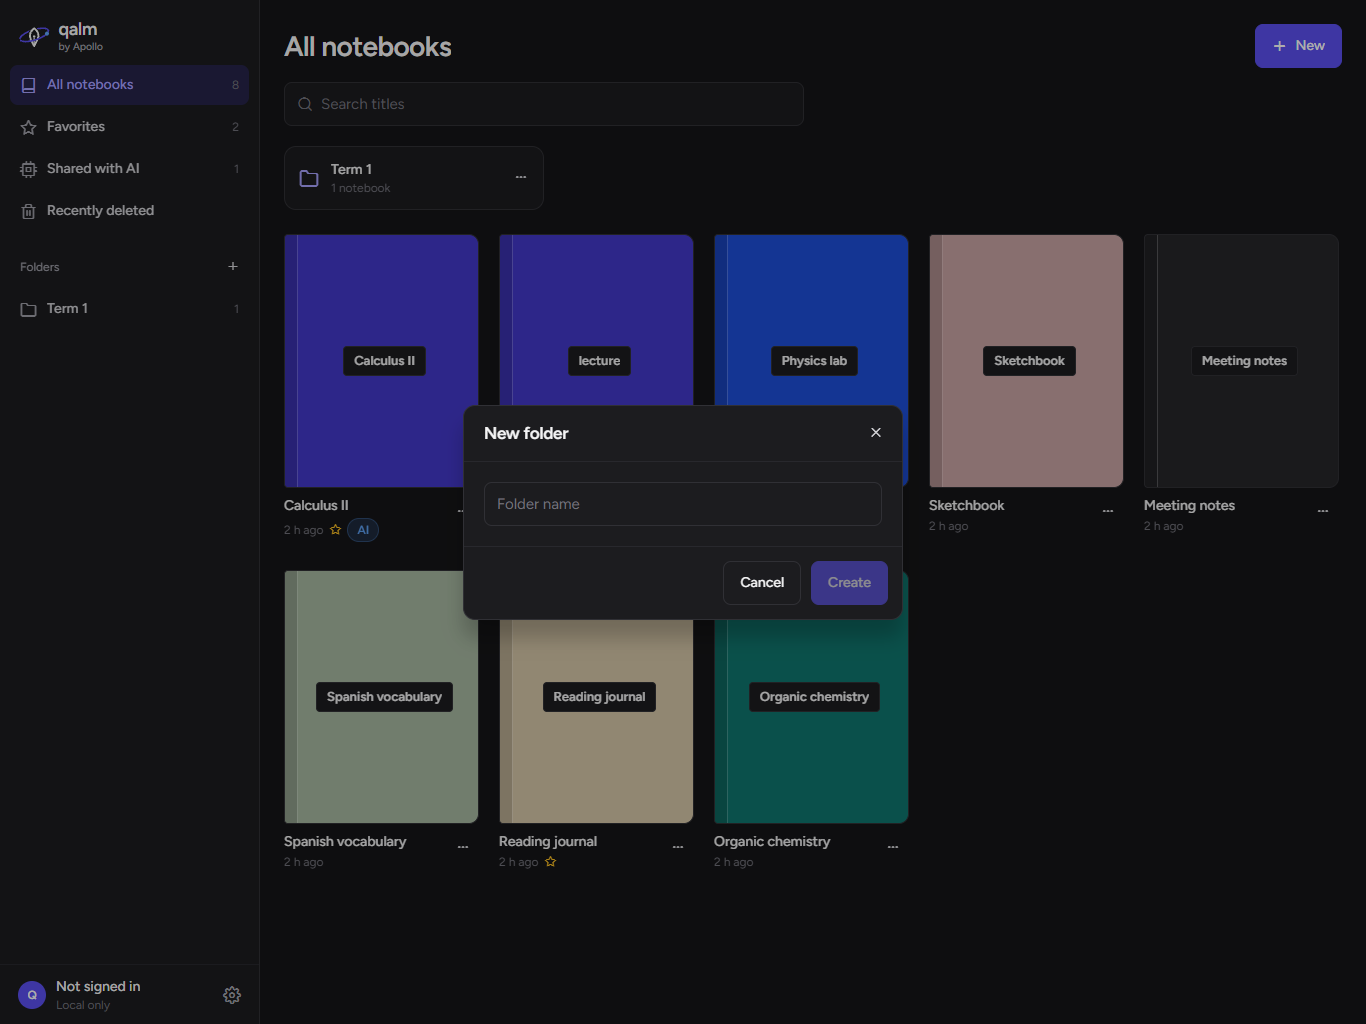 qalm
by Apollo
All notebooks 8
Favorites 2
Shared with AI 1
Recently deleted
Folders +
Term 1 1
Not signed in
Local only
Q
All notebooks
+ New
Search titles
Term 1
1 notebook
...
Calculus II
lecture
Physics lab
Sketchbook
Meeting notes
Calculus II
2 h ago
AI
Sketchbook
2 h ago
Meeting notes
2 h ago
New folder
Folder name
Cancel
Create
Spanish vocabulary
Reading journal
Organic chemistry
Spanish vocabulary
2 h ago
Reading journal
2 h ago
Organic chemistry
2 h ago